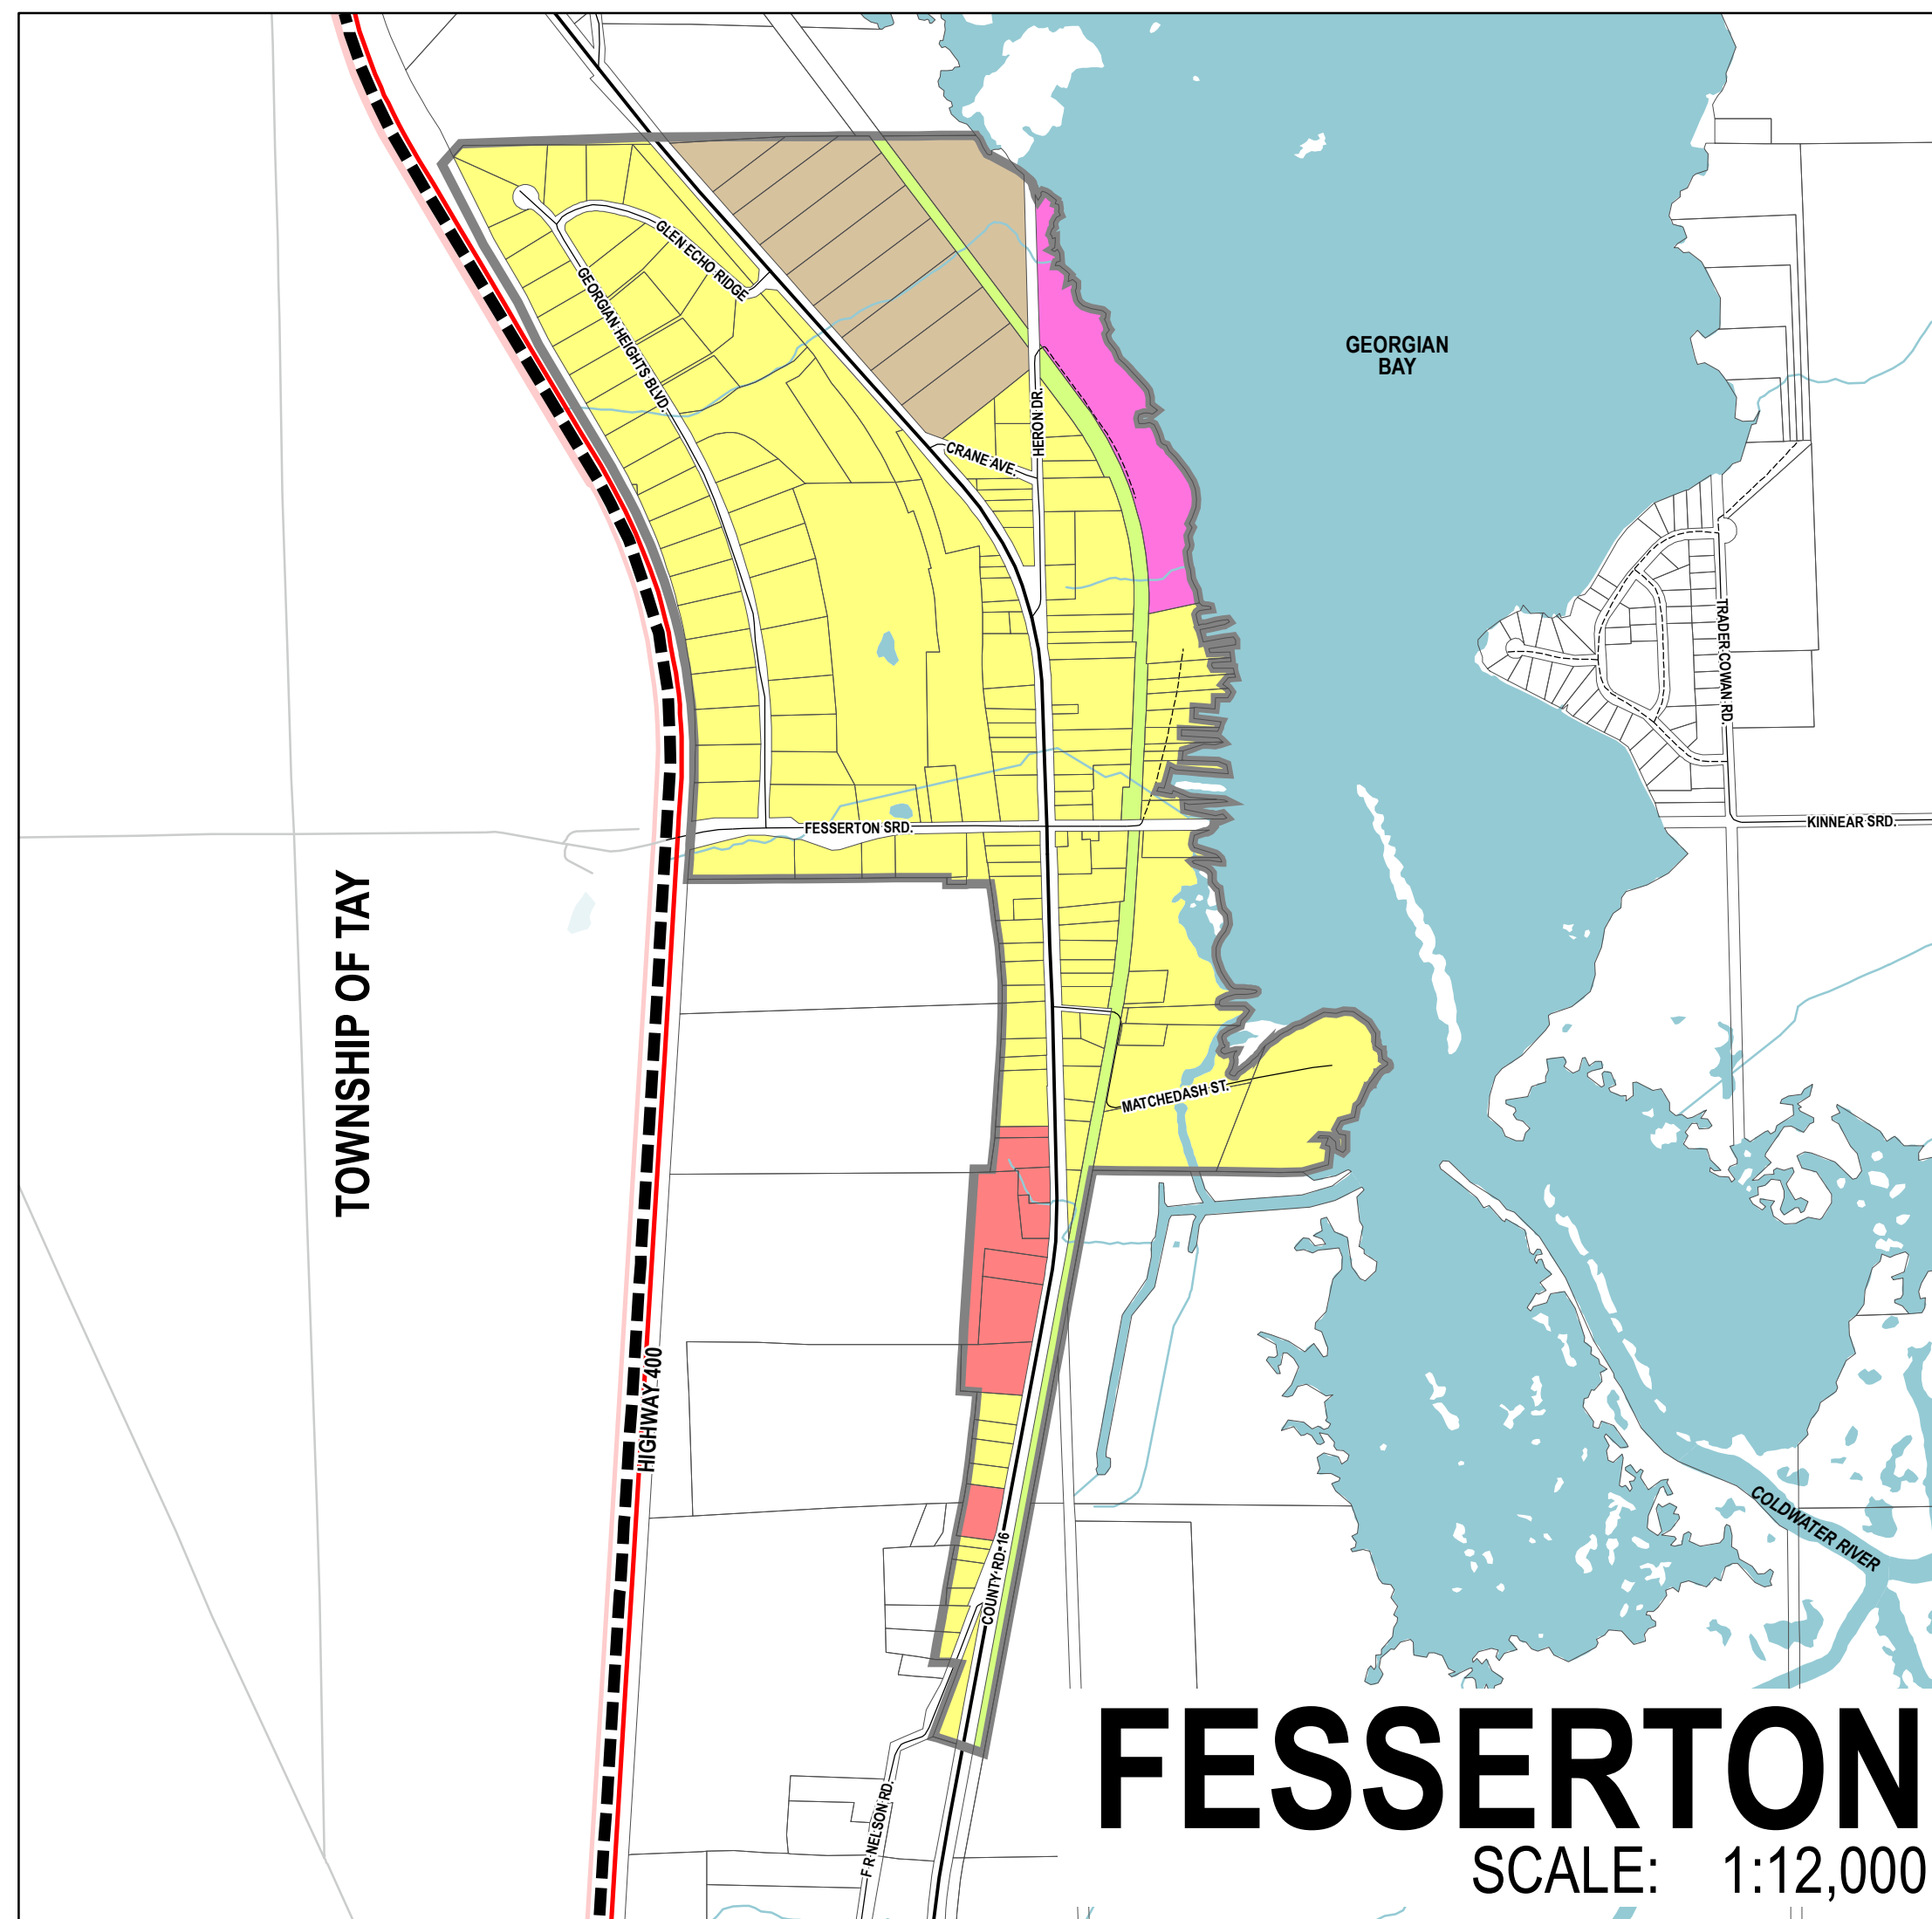 GLEN ECHO RIDGE
GEORGIAN HEIGHTS BLVD.
GEORGIAN
BAY
HERON DR.
CRANE AVE.
TRADER COWAN RD.
KINNEAR SRD.
FESSERTON SRD.
TOWNSHIP OF TAY
MATCHEDASH ST.
HIGHWAY 400
COLDWATER RIVER
COUNTY RD. 16
F R NELSON RD.
FESSERTON
SCALE: 1:12,000